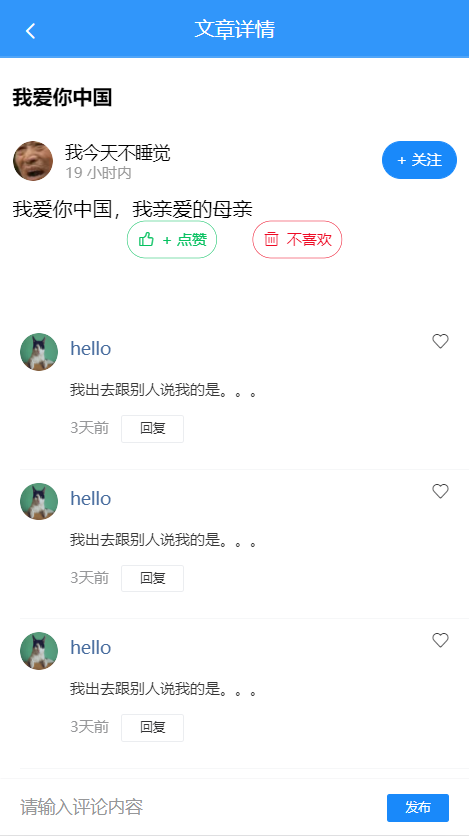 文章详情
我爱你中国
我今天不睡觉
19 小时内
+ 关注
我爱你中国，我亲爱的母亲
+ 点赞
不喜欢
hello
我出去跟别人说我的是。。。
3天前 回复
hello
我出去跟别人说我的是。。。
3天前 回复
hello
我出去跟别人说我的是。。。
3天前 回复
请输入评论内容 发布